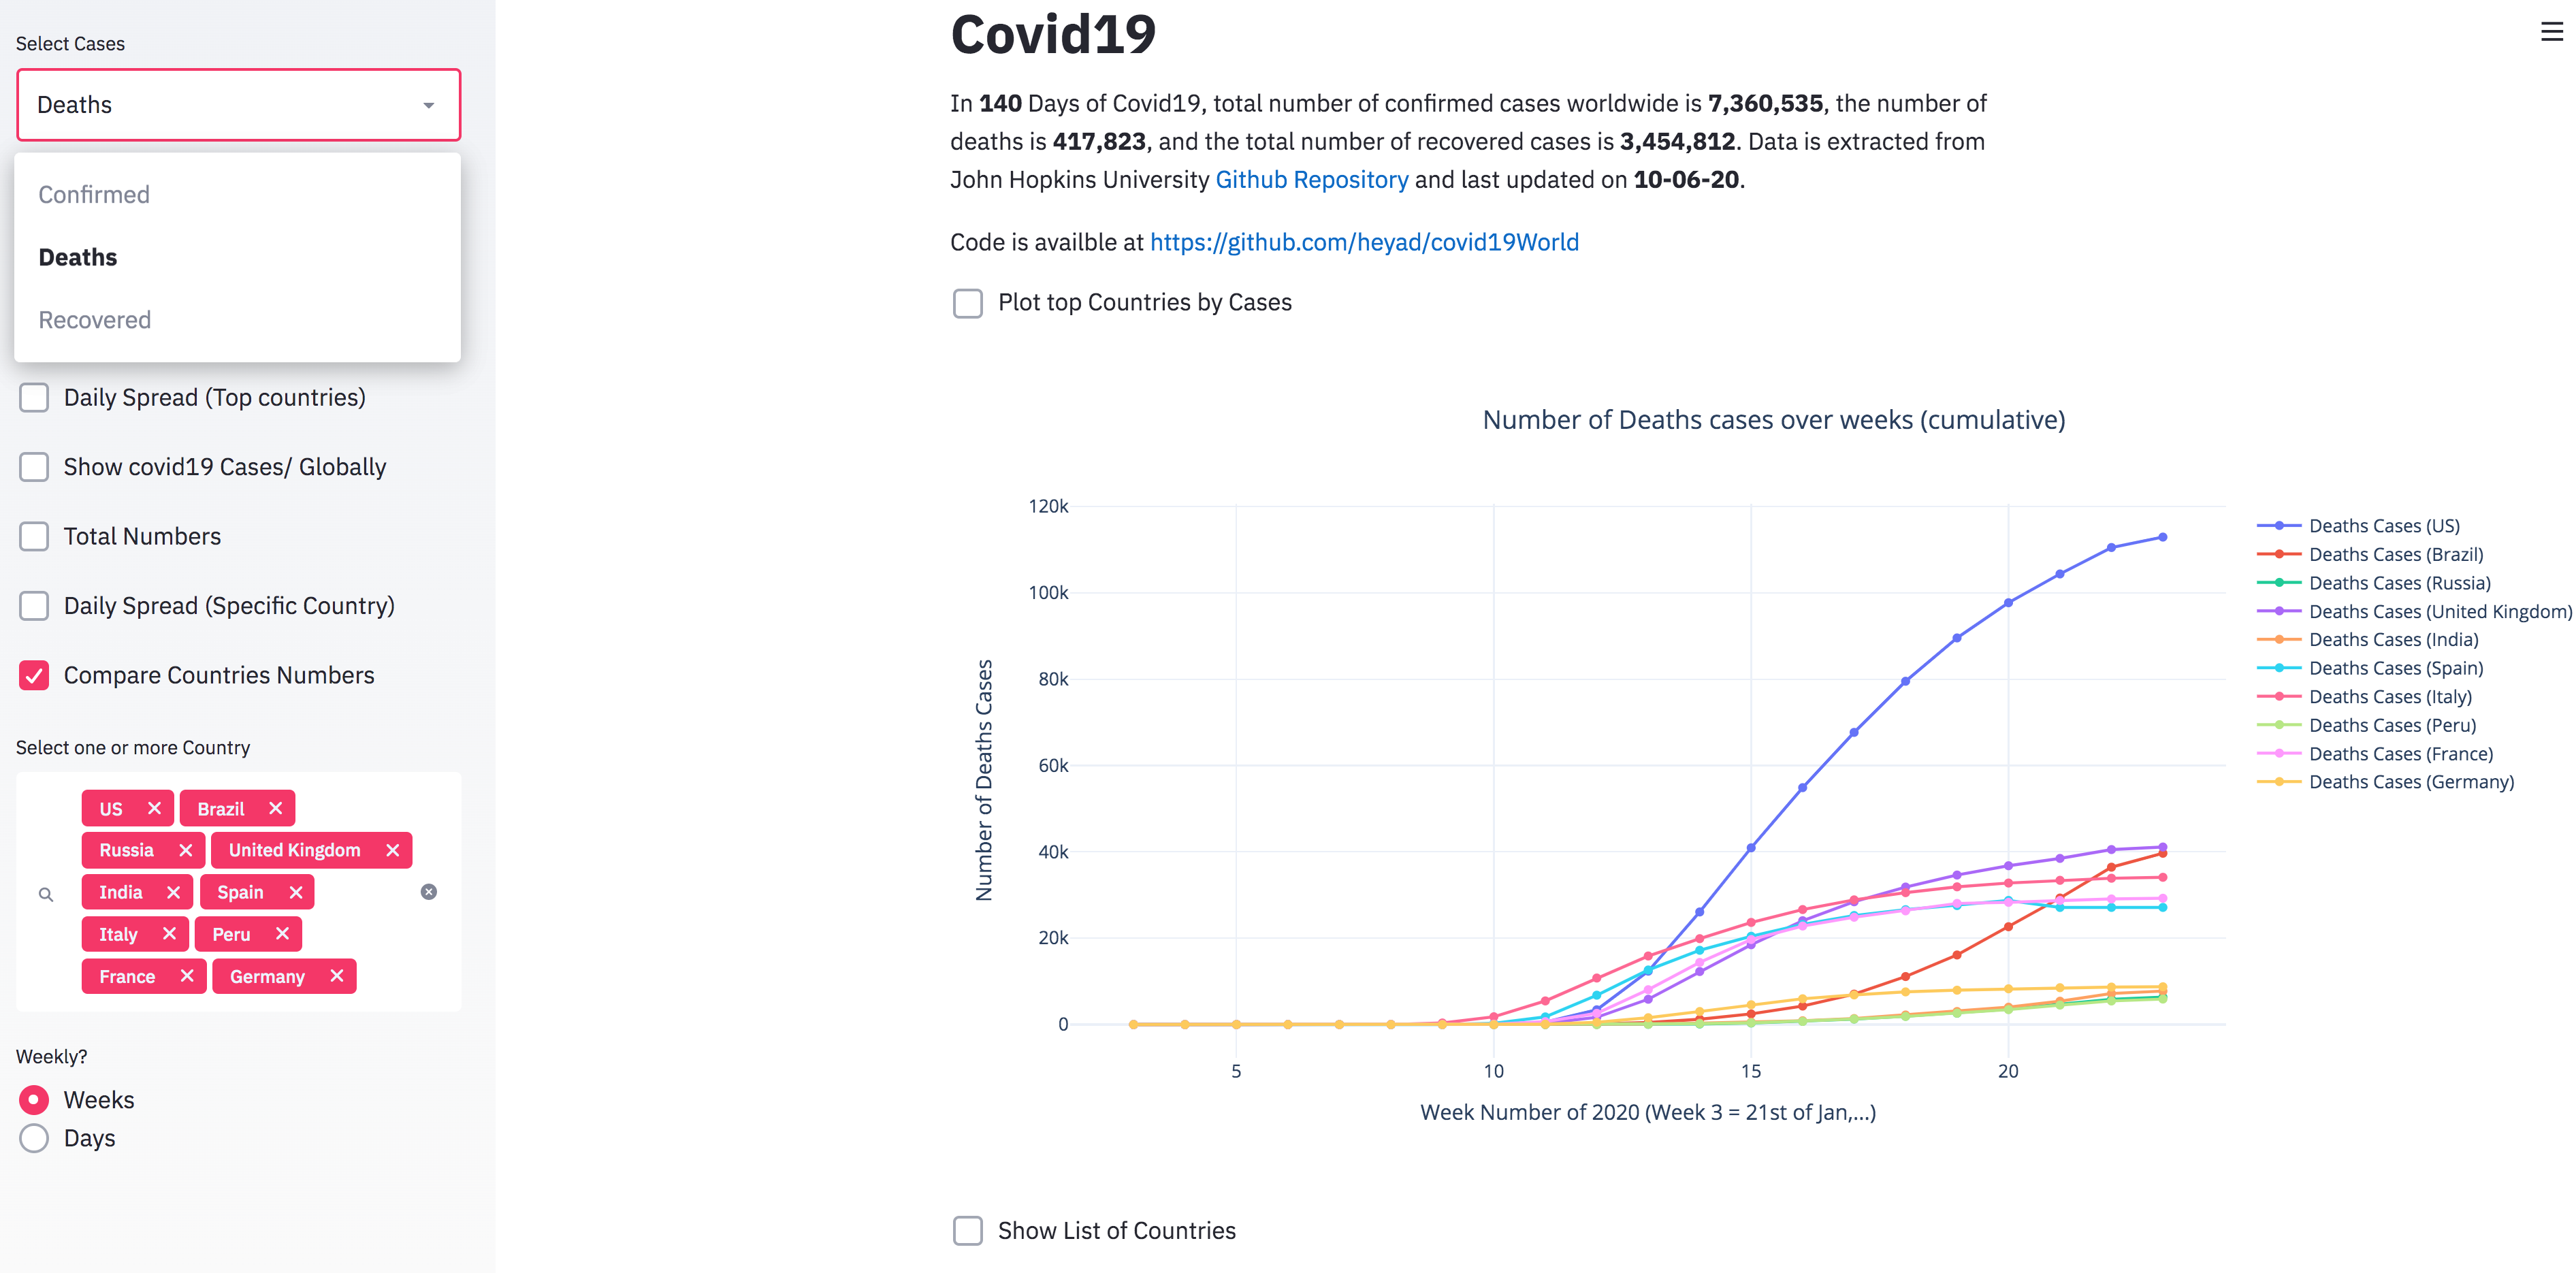 Select Cases
Deaths
Confirmed
Deaths
Recovered
Daily Spread (Top countries)
Show covid19 Cases/ Globally
Total Numbers
Daily Spread (Specific Country)
Compare Countries Numbers
Select one or more Country
US Brazil
Russia United Kingdom
India Spain
Italy Peru
France Germany
Weekly?
Weeks
Days
Covid19
In 140 Days of Covid19, total number of confirmed cases worldwide is 7,360,535, the number of
deaths is 417,823, and the total number of recovered cases is 3,454,812. Data is extracted from
John Hopkins University Github Repository and last updated on 10-06-20.
Code is availble at https://github.com/heyad/covid19World
Plot top Countries by Cases
Number of Deaths cases over weeks (cumulative)
Number of Deaths Cases
120k
100k
80k
60k
40k
20k
0
5 10 15 20
Week Number of 2020 (Week 3 = 21st of Jan,...)
Deaths Cases (US)
Deaths Cases (Brazil)
Deaths Cases (Russia)
Deaths Cases (United Kingdom)
Deaths Cases (India)
Deaths Cases (Spain)
Deaths Cases (Italy)
Deaths Cases (Peru)
Deaths Cases (France)
Deaths Cases (Germany)
Show List of Countries